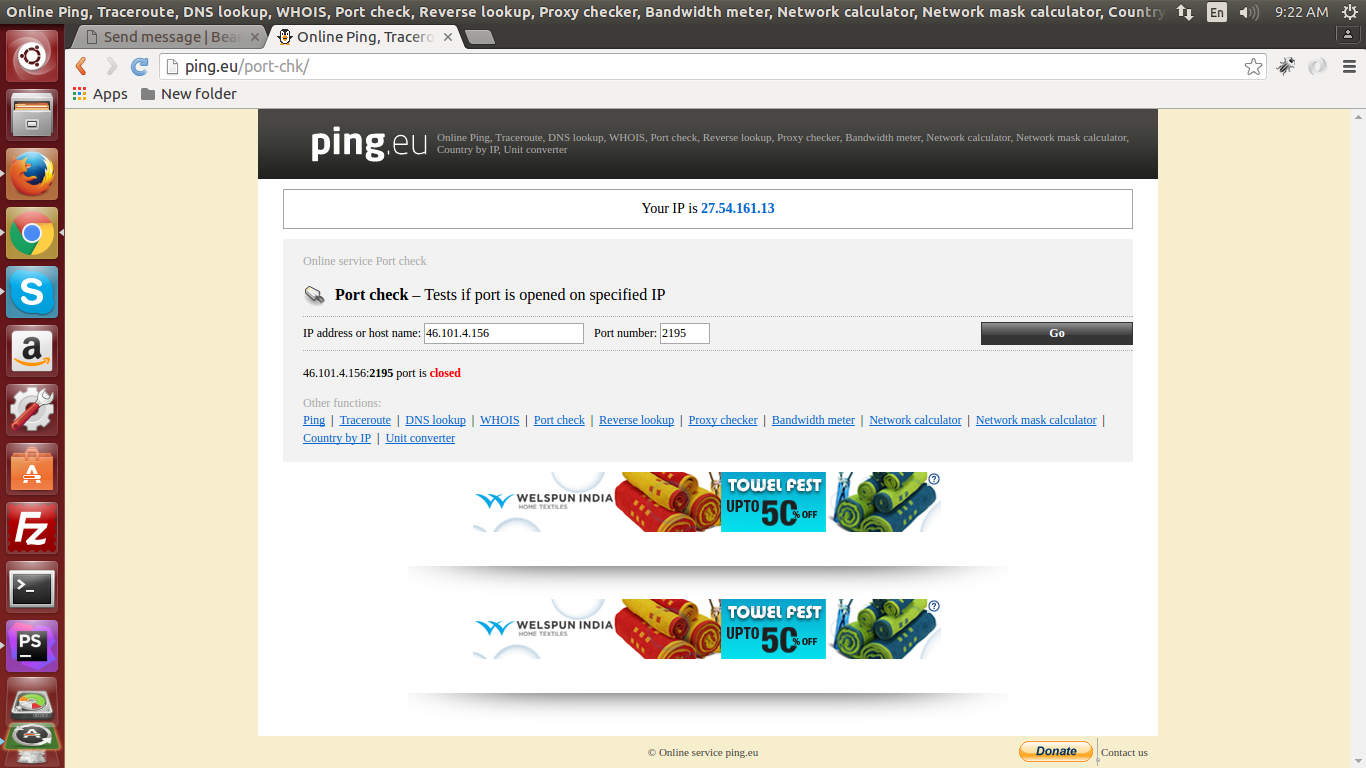 Online Ping, Traceroute, DNS lookup, WHOIS, Port check, Reverse lookup, Proxy checker, Bandwidth meter, Network calculator, Network mask calculator, Country
En
9:22 AM
Send message | Bea
Online Ping, Tracero
ping.eu/port-chk/
Apps
New folder
ping.eu
Online Ping, Traceroute, DNS lookup, WHOIS, Port check, Reverse lookup, Proxy checker, Bandwidth meter, Network calculator, Network mask calculator,
Country by IP, Unit converter
Your IP is 27.54.161.13
Online service Port check
Port check – Tests if port is opened on specified IP
IP address or host name: 46.101.4.156 Port number: 2195 Go
46.101.4.156:2195 port is closed
Other functions:
Ping | Traceroute | DNS lookup | WHOIS | Port check | Reverse lookup | Proxy checker | Bandwidth meter | Network calculator | Network mask calculator |
Country by IP | Unit converter
WELSPUN INDIA
HOME TEXTILES
TOWEL FEST
UPTO 50% OFF
WELSPUN INDIA
HOME TEXTILES
TOWEL FEST
UPTO 50% OFF
© Online service ping.eu
Donate
Contact us
S
a
A
Fz
>_
PS
A